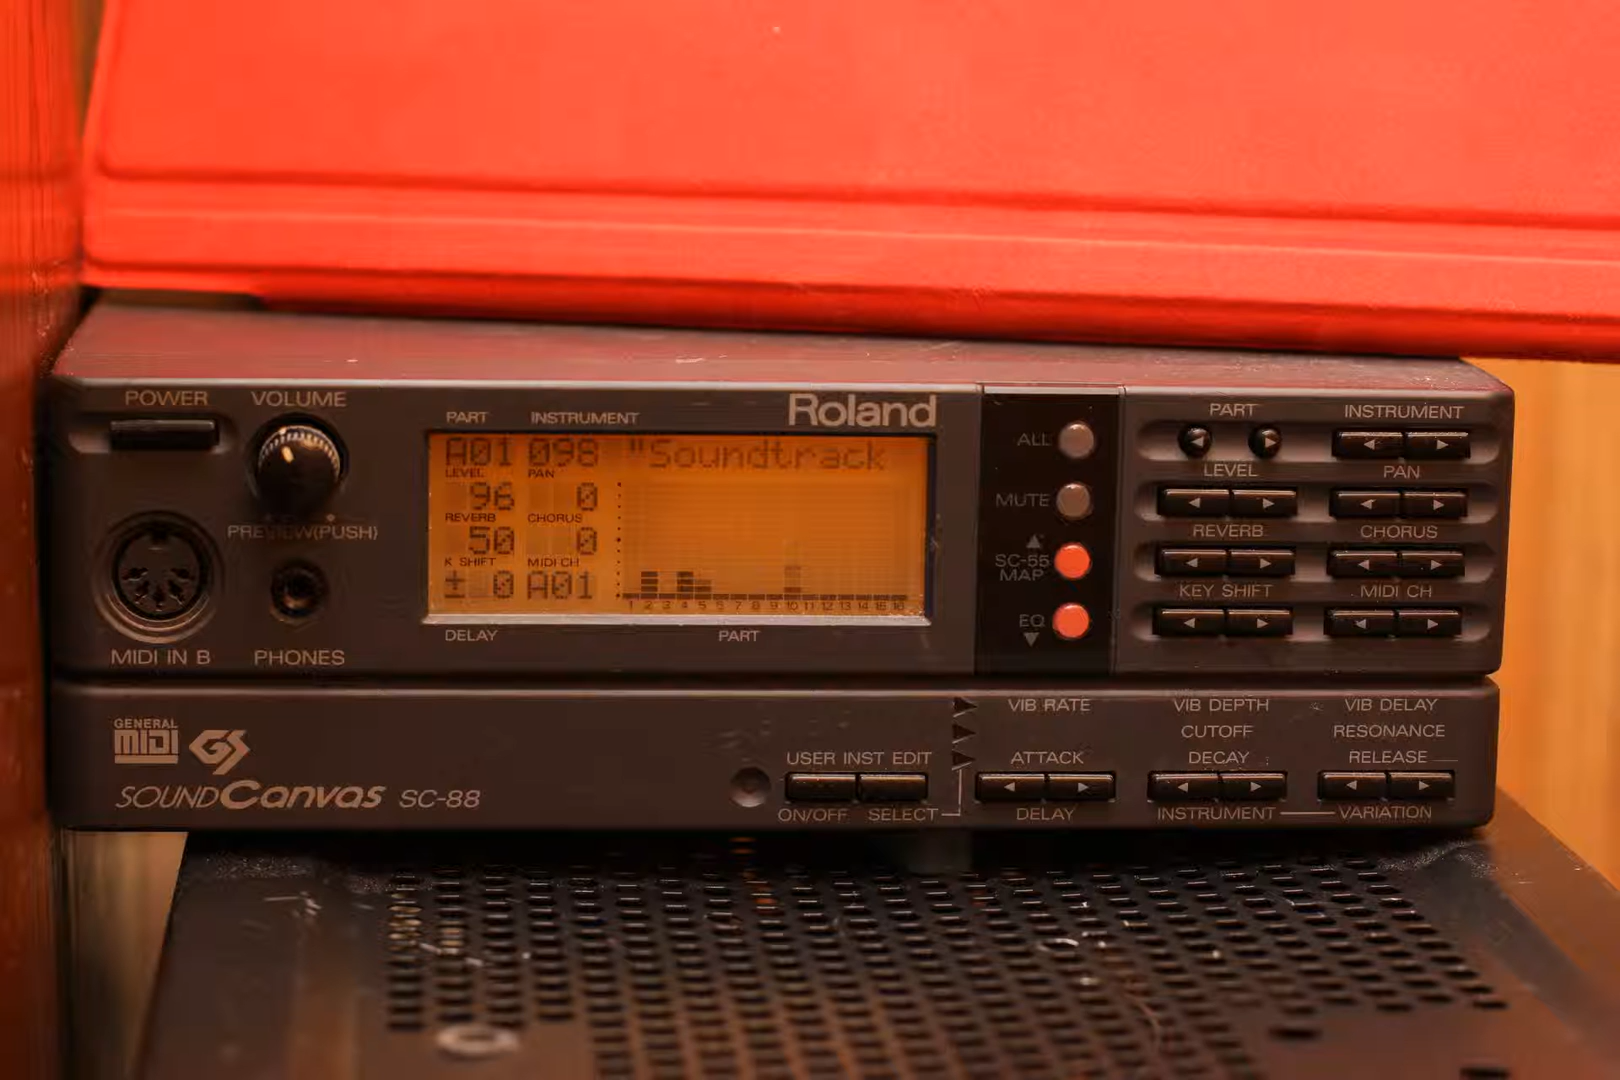 POWER
VOLUME
PREVIEW(PUSH)
MIDI IN B
PHONES
PART INSTRUMENT
Roland
A01 098 "Soundtrack
LEVEL PAN
96 0
REVERB CHORUS
50 0
K SHIFT MIDI CH
± 0 A01
1 2 3 4 5 6 7 8 9 10 11 12 13 14 15 16
DELAY
PART
ALL
MUTE
SC-55
MAP
EQ
PART INSTRUMENT
LEVEL PAN
REVERB CHORUS
KEY SHIFT MIDI CH
GENERAL
MIDI GS
SOUND Canvas SC-88
USER INST EDIT
ON/OFF SELECT
VIB RATE VIB DEPTH VIB DELAY
CUTOFF RESONANCE
ATTACK DECAY RELEASE
DELAY INSTRUMENT VARIATION